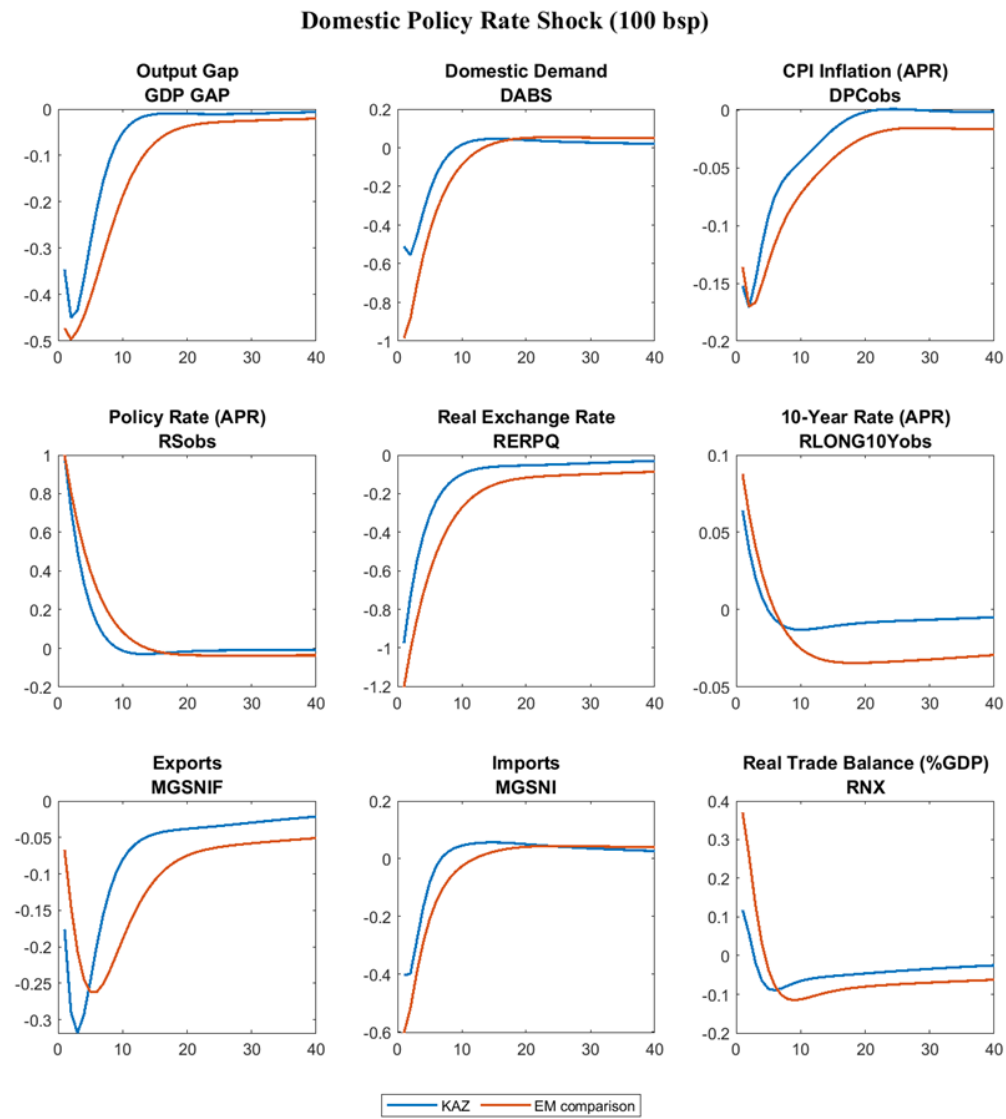 Domestic Policy Rate Shock (100 bsp)
Output Gap
GDP GAP
0
-0.1
-0.2
-0.3
-0.4
-0.5
0 10 20 30 40
Domestic Demand
DABS
0.2
0
-0.2
-0.4
-0.6
-0.8
-1
0 10 20 30 40
CPI Inflation (APR)
DPCobs
0
-0.05
-0.1
-0.15
-0.2
0 10 20 30 40
Policy Rate (APR)
RSobs
1
0.8
0.6
0.4
0.2
0
-0.2
0 10 20 30 40
Real Exchange Rate
RERPQ
0
-0.2
-0.4
-0.6
-0.8
-1
-1.2
0 10 20 30 40
10-Year Rate (APR)
RLONG10Yobs
0.1
0.05
0
-0.05
0 10 20 30 40
Exports
MGSNIF
0
-0.05
-0.1
-0.15
-0.2
-0.25
-0.3
0 10 20 30 40
Imports
MGSNI
0.2
0
-0.2
-0.4
-0.6
0 10 20 30 40
Real Trade Balance (%GDP)
RNX
0.4
0.3
0.2
0.1
0
-0.1
-0.2
0 10 20 30 40
KAZ EM comparison